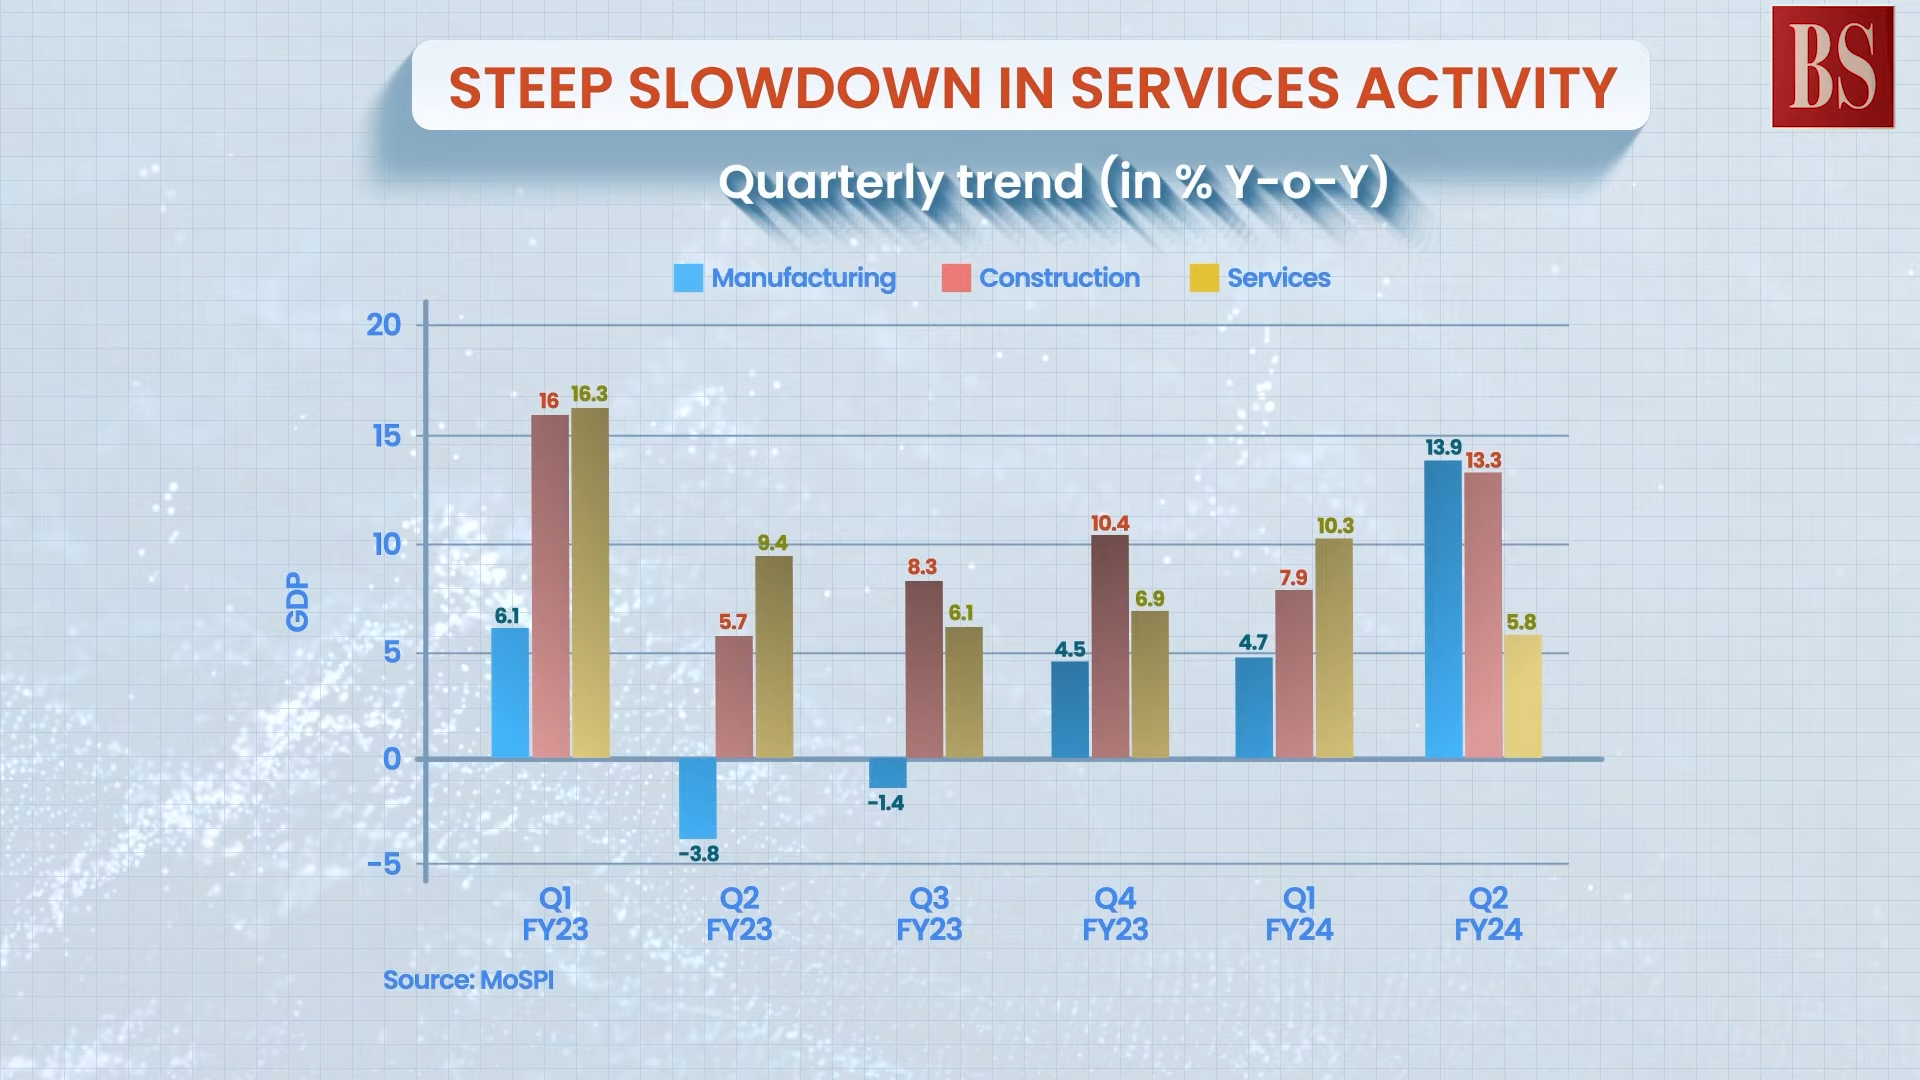 BS
STEEP SLOWDOWN IN SERVICES ACTIVITY
Quarterly trend (in % Y-o-Y)
Manufacturing
Construction
Services
GDP
20
15
10
5
0
-5
6.1
16
16.3
-3.8
5.7
9.4
-1.4
8.3
6.1
4.5
10.4
6.9
4.7
7.9
10.3
13.9
13.3
5.8
Q1
FY23
Q2
FY23
Q3
FY23
Q4
FY23
Q1
FY24
Q2
FY24
Source: MoSPI